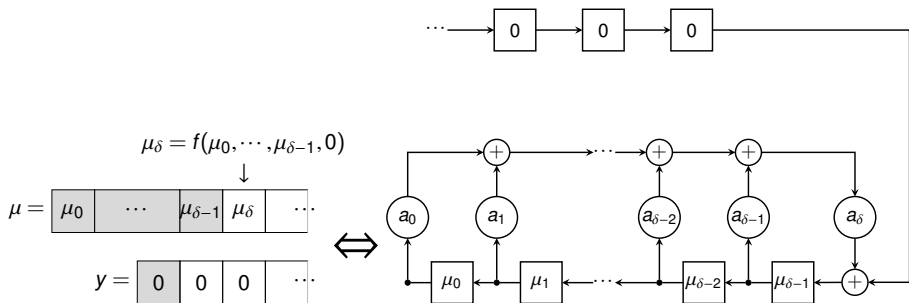 ⋯ 0 0 0
μ_δ = f(μ_0, ⋯, μ_{δ−1}, 0)
↓
μ = μ_0 ⋯ μ_{δ−1} μ_δ ⋯
y = 0 0 0 ⋯
⇔
+ ⋯ + +
a_0 a_1 a_{δ−2} a_{δ−1} a_δ
μ_0 μ_1 ⋯ μ_{δ−2} μ_{δ−1} +